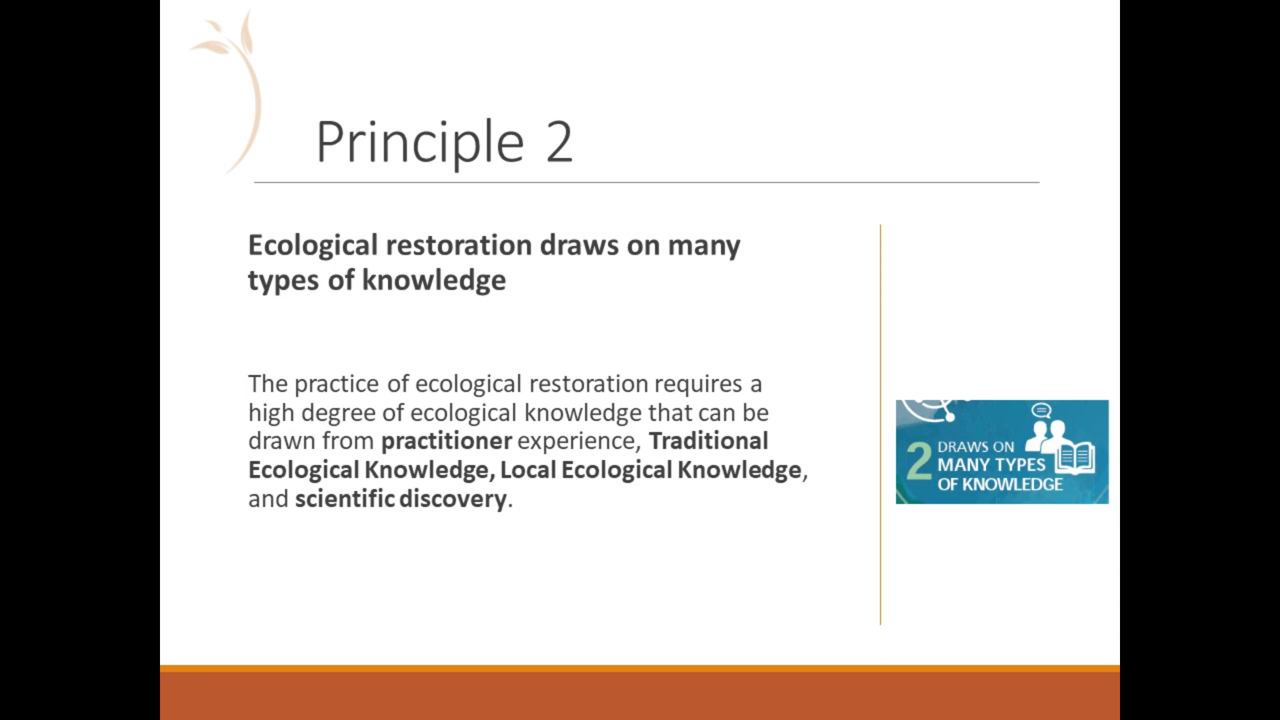 Principle 2
Ecological restoration draws on many
types of knowledge
The practice of ecological restoration requires a
high degree of ecological knowledge that can be
drawn from practitioner experience, Traditional
Ecological Knowledge, Local Ecological Knowledge,
and scientific discovery.
2 DRAWS ON
MANY TYPES
OF KNOWLEDGE